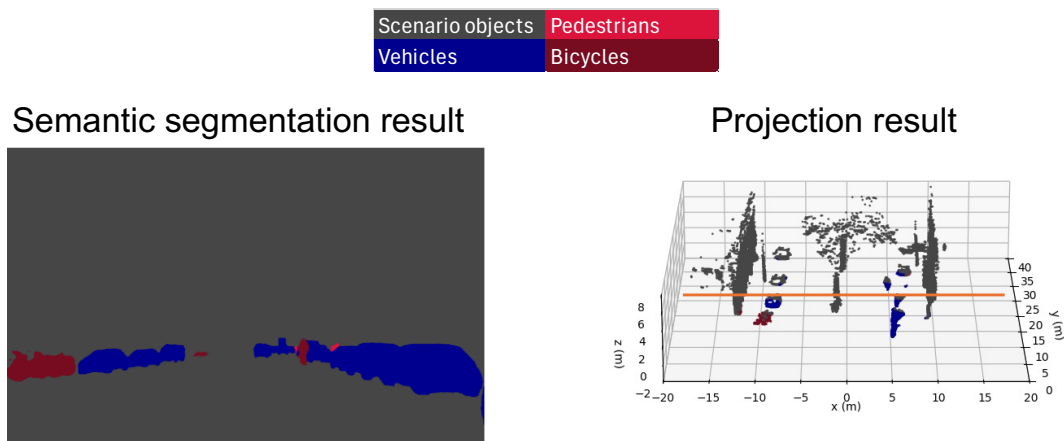 Scenario objects Pedestrians
Vehicles Bicycles
Semantic segmentation result
Projection result
40
35
30
25
20
15
10
5
0
y (m)
8
6
4
2
0
−2
z (m)
−20 −15 −10 −5 0 5 10 15 20
x (m)